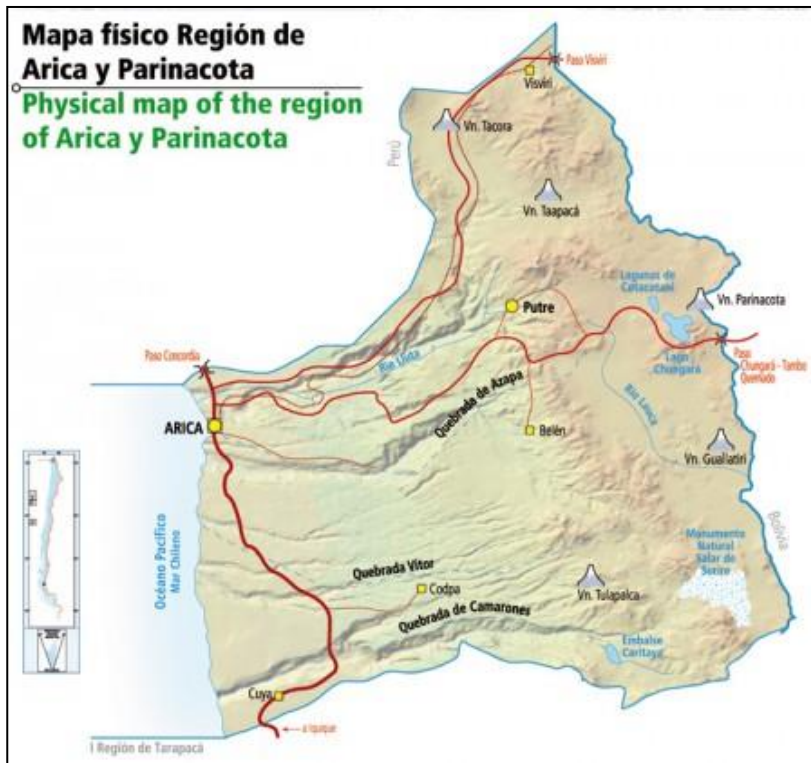 Mapa físico Región de
Arica y Parinacota
Physical map of the region
of Arica y Parinacota
Paso Visviri
Visviri
Vn. Tacora
Perú
Vn. Taapacá
Lagunas de
Cotacotani
Vn. Parinacota
Putre
Paso Concordia
Río Lluta
Lago
Chungará
Paso
Chungará - Tambo
Quemado
ARICA
Quebrada de Azapa
Belén
Río Lauca
Vn. Guallatiri
Océano Pacífico
Mar Chileno
Bolivia
Monumento
Natural
Salar de
Surire
Quebrada Vítor
Codpa
Vn. Tulapalca
Quebrada de Camarones
Embalse
Caritaya
Cuya
a Iquique
I Región de Tarapacá